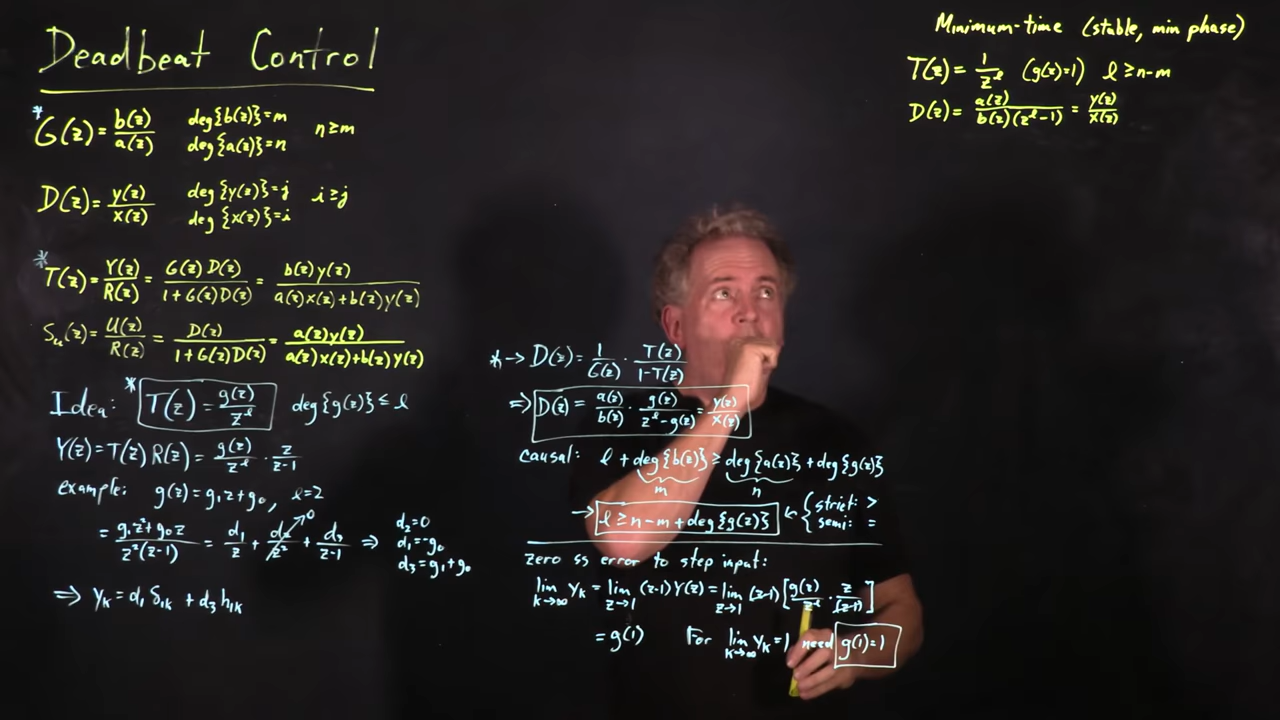 Deadbeat Control
* G(z) = b(z)/a(z) deg{b(z)}=m deg{a(z)}=n n≥m
D(z) = y(z)/x(z) deg{y(z)}=j deg{x(z)}=i i≥j
* T(z) = Y(z)/R(z) = G(z)D(z)/1+G(z)D(z) = b(z)y(z)/a(z)x(z)+b(z)y(z)
Su(z) = U(z)/R(z) = D(z)/1+G(z)D(z) = a(z)y(z)/a(z)x(z)+b(z)y(z)
Idea: * T(z) = g(z)/z^ℓ deg{g(z)} ≤ ℓ
Y(z) = T(z)R(z) = g(z)/z^ℓ · z/z-1
example: g(z) = g₁z+g₀, ℓ=2
= g₁z²+g₀z/z²(z-1) = d₁/z + d₂/z² →0 + d₃/z-1 ⇒ d₂=0 d₁=-g₀ d₃=g₁+g₀
⇒ yk = d₁δ1k + d₃h1k
* → D(z) = 1/G(z) · T(z)/1-T(z)
⇒ D(z) = a(z)/b(z) · g(z)/z^ℓ-g(z) = y(z)/x(z)
causal: ℓ + deg{b(z)} ≥ deg{a(z)} + deg{g(z)}
m n
→ ℓ ≥ n-m+deg{g(z)} ← { strict: > semi: =
zero ss error to step input:
lim k→∞ yk = lim z→1 (z-1)Y(z) = lim z→1 (z-1)[g(z)/z^ℓ · z/(z-1)]
= g(1) For lim k→∞ yk=1 need g(1)=1
Minimum-time (stable, min phase)
T(z) = 1/z^ℓ (g(z)=1) ℓ≥n-m
D(z) = a(z)/b(z)(z^ℓ-1) = y(z)/x(z)